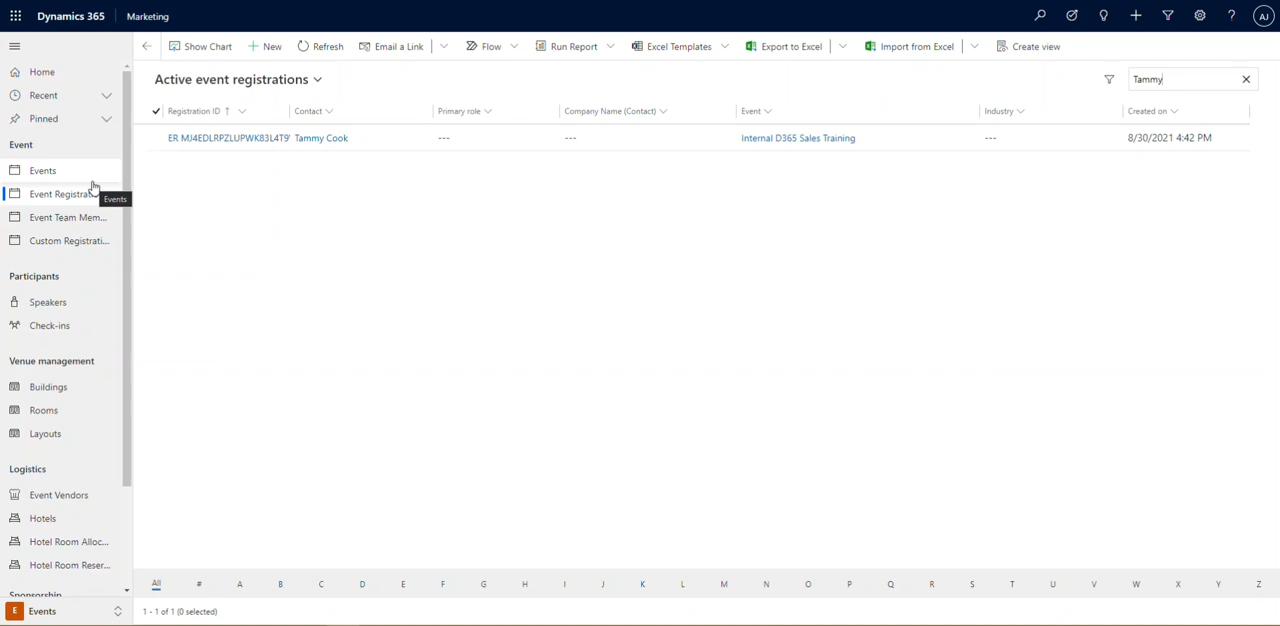 Dynamics 365 Marketing
Show Chart New Refresh Email a Link Flow Run Report Excel Templates Export to Excel Import from Excel Create view
Home
Recent
Pinned
Event
Events
Event Registrat
Events
Event Team Mem...
Custom Registrati...
Participants
Speakers
Check-ins
Venue management
Buildings
Rooms
Layouts
Logistics
Event Vendors
Hotels
Hotel Room Alloc...
Hotel Room Reser...
Sponsorship
E Events
Active event registrations
Tammy
Registration ID ↑ Contact Primary role Company Name (Contact) Event Industry Created on
ER MJ4EDLRPZLUPWK83L4T9 Tammy Cook --- --- Internal D365 Sales Training --- 8/30/2021 4:42 PM
All # A B C D E F G H I J K L M N O P Q R S T U V W X Y Z
1 - 1 of 1 (0 selected)
AJ